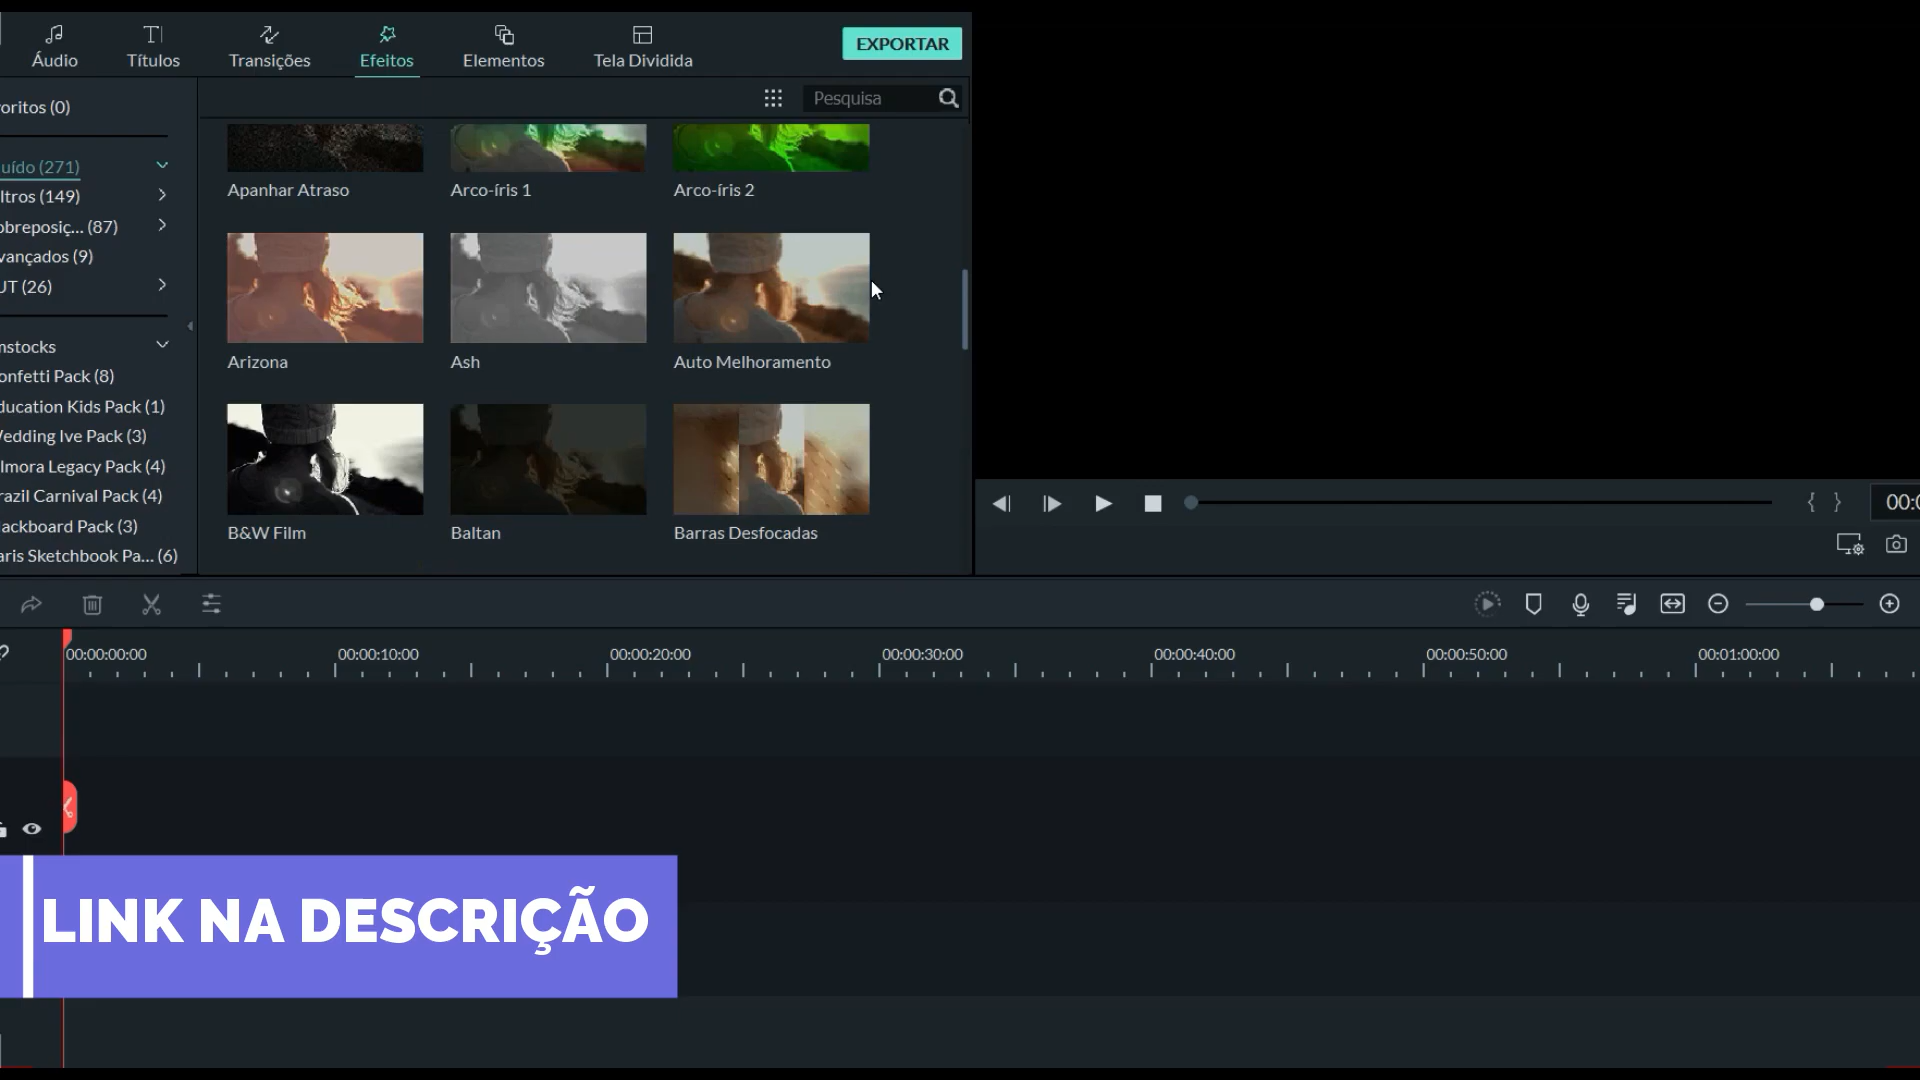 Áudio
Títulos
Transições
Efeitos
Elementos
Tela Dividida
EXPORTAR
oritos (0)
Pesquisa
uído (271)
ltros (149)
obreposiç... (87)
vançados (9)
UT (26)
mstocks
onfetti Pack (8)
ducation Kids Pack (1)
Wedding Ive Pack (3)
lmora Legacy Pack (4)
razil Carnival Pack (4)
lackboard Pack (3)
aris Sketchbook Pa... (6)
Apanhar Atraso
Arco-íris 1
Arco-íris 2
Arizona
Ash
Auto Melhoramento
B&W Film
Baltan
Barras Desfocadas
{ }
00:0
00:00:00:00
00:00:10:00
00:00:20:00
00:00:30:00
00:00:40:00
00:00:50:00
00:01:00:00
LINK NA DESCRIÇÃO